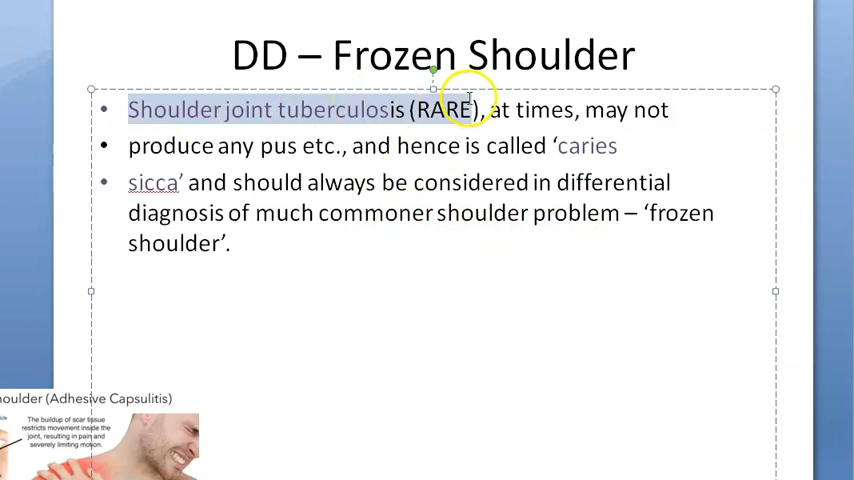 DD – Frozen Shoulder
• Shoulder joint tuberculosis (RARE), at times, may not
• produce any pus etc., and hence is called ‘caries
• sicca’ and should always be considered in differential
diagnosis of much commoner shoulder problem – ‘frozen
shoulder’.
houlder (Adhesive Capsulitis)
The buildup of scar tissue
restricts movement inside the
joint, resulting in pain and
severely limiting motion.